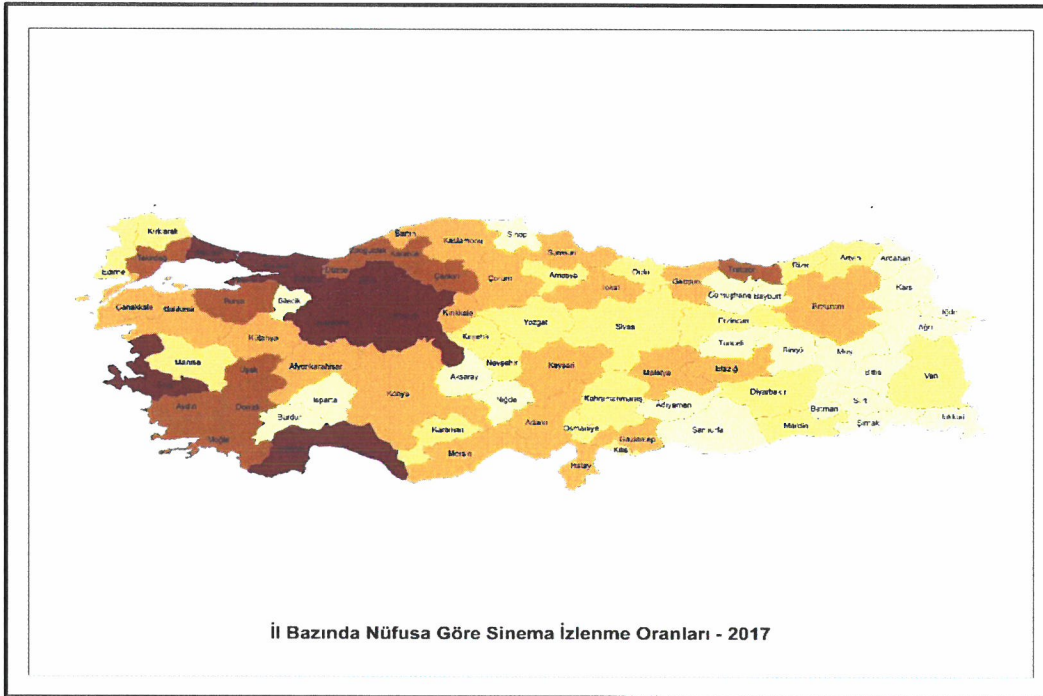 Kırklareli
Edirne
Tekirdağ
Çanakkale
Balıkesir
Bursa
Bilecik
Kütahya
Manisa
Uşak
Afyonkarahisar
Aydın
Denizli
Muğla
Burdur
Isparta
Düzce
Zonguldak
Bartın
Karabük
Kastamonu
Sinop
Çankırı
Çorum
Samsun
Amasya
Tokat
Ordu
Giresun
Trabzon
Rize
Artvin
Ardahan
Kars
Iğdır
Ağrı
Gümüşhane
Bayburt
Erzurum
Erzincan
Kırıkkale
Kırşehir
Yozgat
Sivas
Nevşehir
Aksaray
Niğde
Kayseri
Konya
Karaman
Mersin
Adana
Osmaniye
Hatay
Kilis
Gaziantep
Kahramanmaraş
Malatya
Adıyaman
Elazığ
Tunceli
Bingöl
Muş
Bitlis
Van
Diyarbakır
Şanlıurfa
Mardin
Batman
Siirt
Şırnak
Hakkari
İl Bazında Nüfusa Göre Sinema İzlenme Oranları - 2017